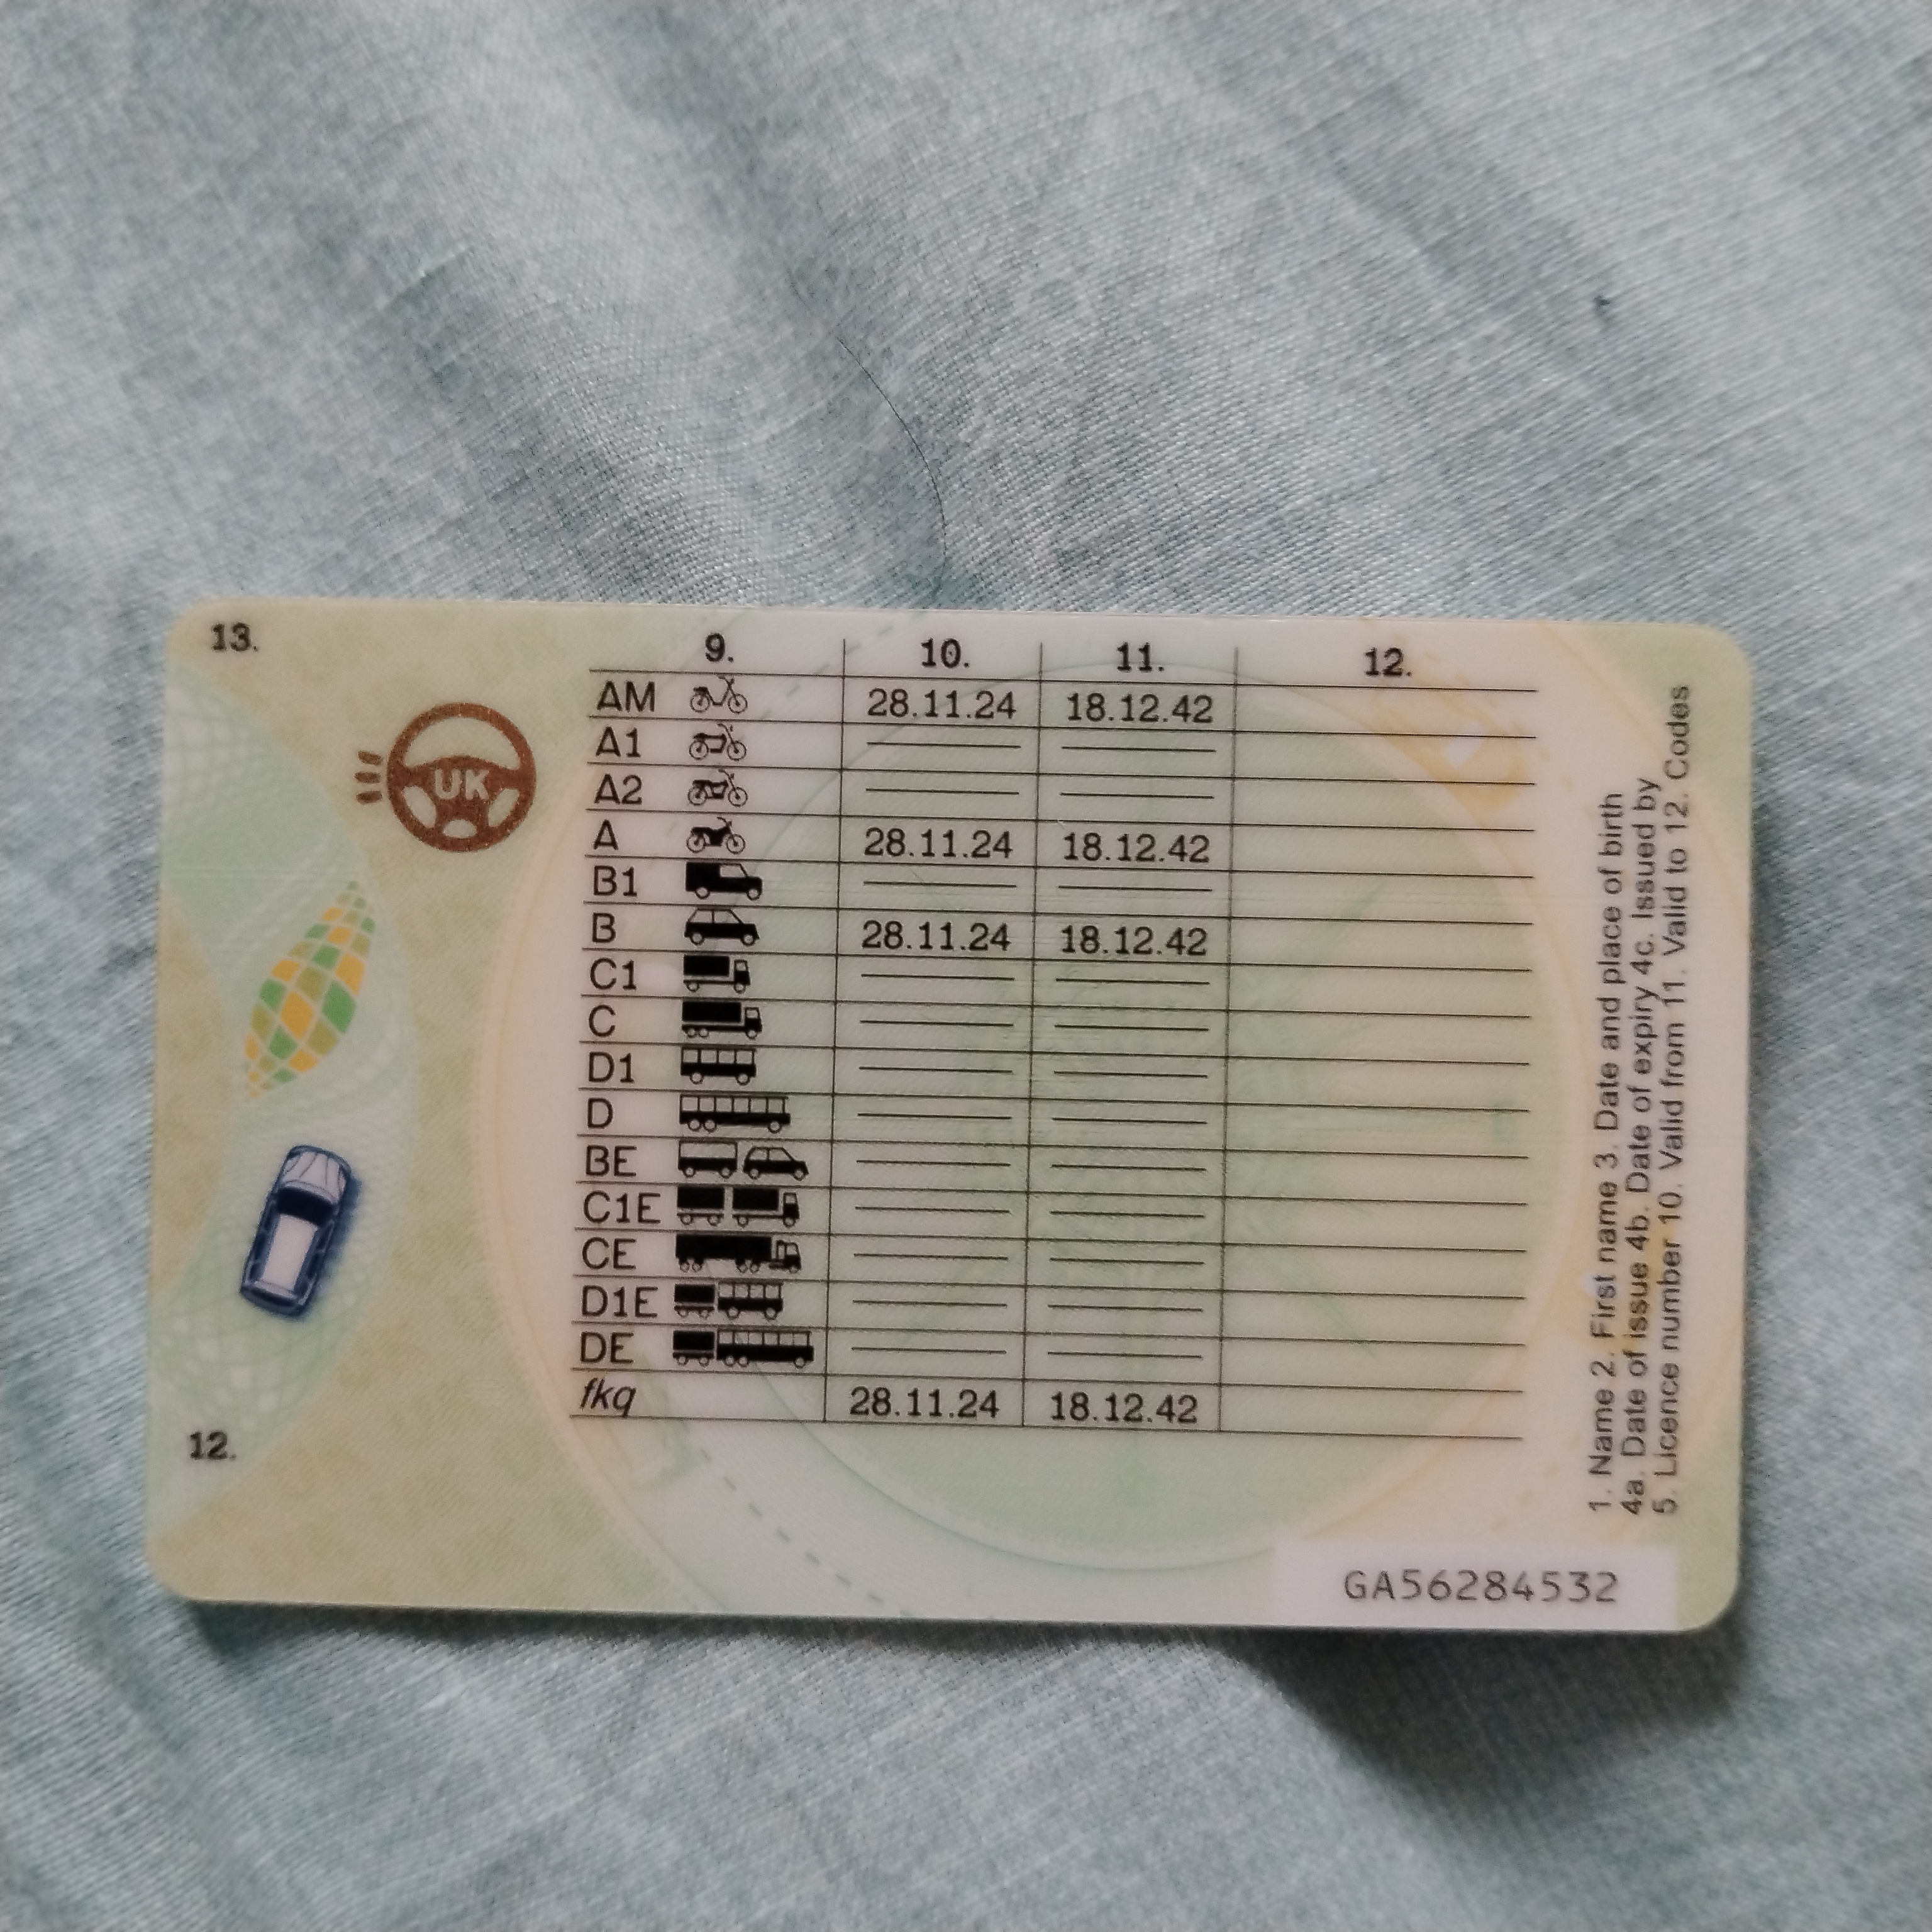 13.
UK
9. 10. 11. 12.
AM 28.11.24 18.12.42
A1
A2
A 28.11.24 18.12.42
B1
B 28.11.24 18.12.42
C1
C
D1
D
BE
C1E
CE
D1E
DE
fkq 28.11.24 18.12.42
12.
1. Name 2. First name 3. Date and place of birth
4a. Date of issue 4b. Date of expiry 4c. Issued by
5. Licence number 10. Valid from 11. Valid to 12. Codes
GA56284532